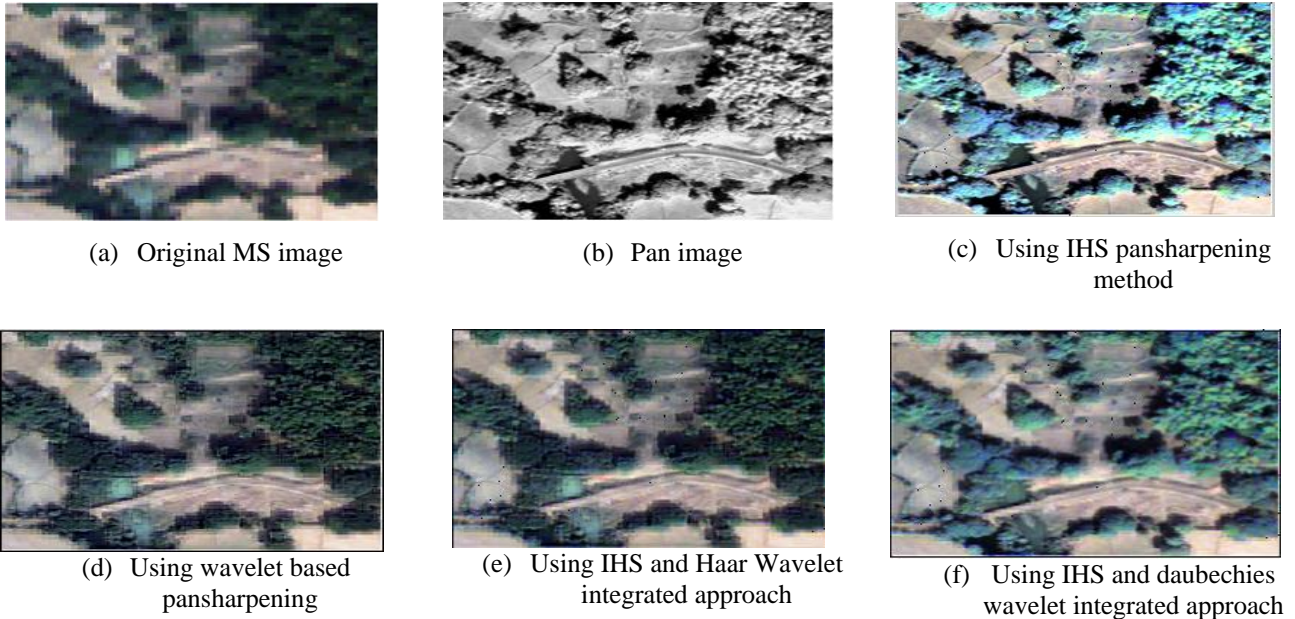 (a) Original MS image
(b) Pan image
(c) Using IHS pansharpening
method
(d) Using wavelet based
pansharpening
(e) Using IHS and Haar Wavelet
integrated approach
(f) Using IHS and daubechies
wavelet integrated approach